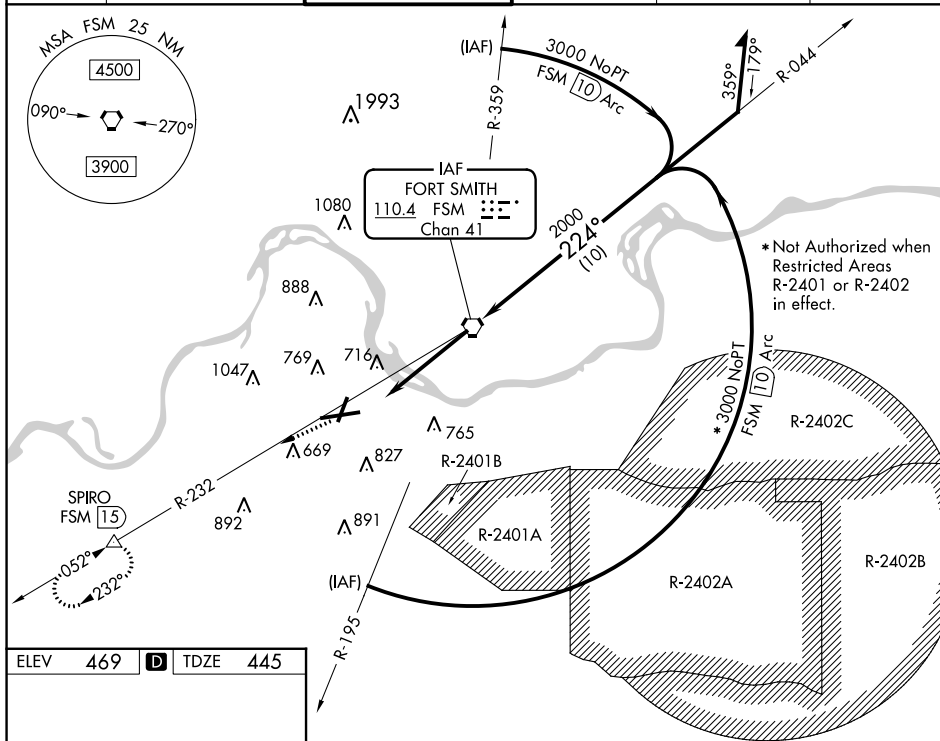 MSA FSM 25 NM
4500
090°
270°
3900
(IAF)
R-359
3000 NoPT
FSM 10 Arc
359°
179°
R-044
1993
IAF
FORT SMITH
110.4 FSM
Chan 41
1080
2000
224°
(10)
*Not Authorized when
Restricted Areas
R-2401 or R-2402
in effect.
888
1047
769
716
* 3000 NoPT
FSM 10 Arc
R-2402C
765
669
827
R-2401B
R-232
SPIRO
FSM 15
892
891
R-2401A
052°
232°
(IAF)
R-195
R-2402A
R-2402B
ELEV 469 D TDZE 445